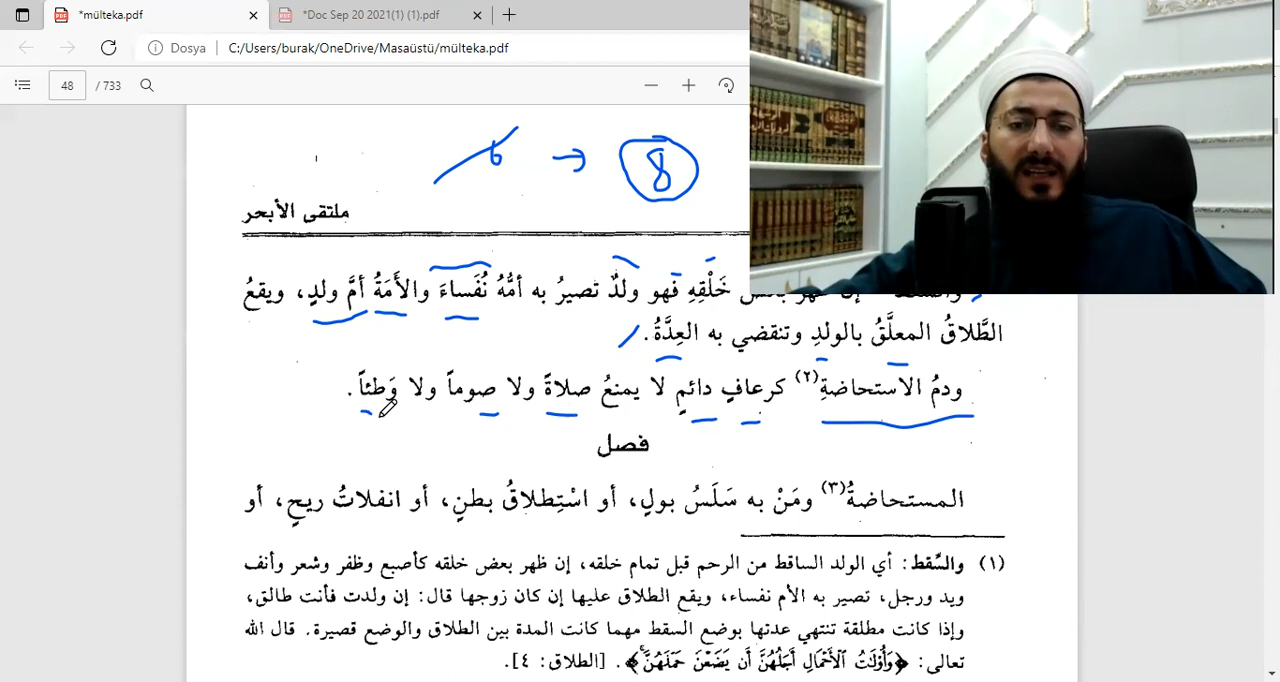 *mülteka.pdf
*Doc Sep 20 2021(1) (1).pdf
Dosya C:/Users/burak/OneDrive/Masaüstü/mülteka.pdf
48 / 733
6 → 8
ملتقى الأبحر
خَلْقِهِ فهو ولدٌ تصيرُ به أمُّهُ نُفَساءَ والأَمَةُ أمَّ ولدٍ، ويقعُ
الطَّلاقُ المعلَّقُ بالولدِ وتنقضي به العِدَّةُ.
ودمُ الاستحاضةِ(٢) كرعافٍ دائمٍ لا يمنعُ صلاةً ولا صوماً ولا وَطئاً.
فصل
المستحاضةُ(٣) ومَنْ به سَلَسُ بولٍ، أو اسْتِطلاقُ بطنٍ، أو انفلاتُ ريحٍ، أو
(١) والسِّقط: أي الولد الساقط من الرحم قبل تمام خلقه، إن ظهر بعض خلقه كأصبع وظفر وشعر وأنف
ويد ورجل، تصير به الأم نفساء، ويقع الطلاق عليها إن كان زوجها قال: إن ولدت فأنت طالق،
وإذا كانت مطلقة تنتهي عدتها بوضع السقط مهما كانت المدة بين الطلاق والوضع قصيرة. قال الله
تعالى: ﴿وَأُوْلَاتُ ٱلْأَحْمَالِ أَجَلُهُنَّ أَن يَضَعْنَ حَمْلَهُنَّ﴾. [الطلاق: ٤].